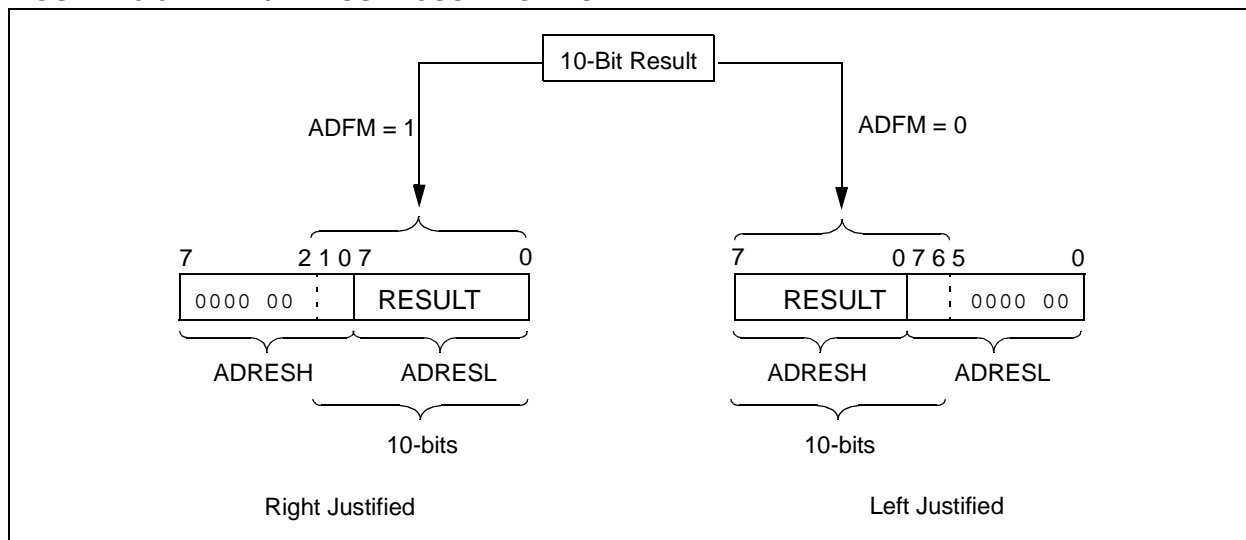 10-Bit Result
ADFM = 1
ADFM = 0
7 2 1 0 7 0
7 0 7 6 5 0
0000 00 RESULT
RESULT 0000 00
ADRESH ADRESL
ADRESH ADRESL
10-bits
10-bits
Right Justified
Left Justified